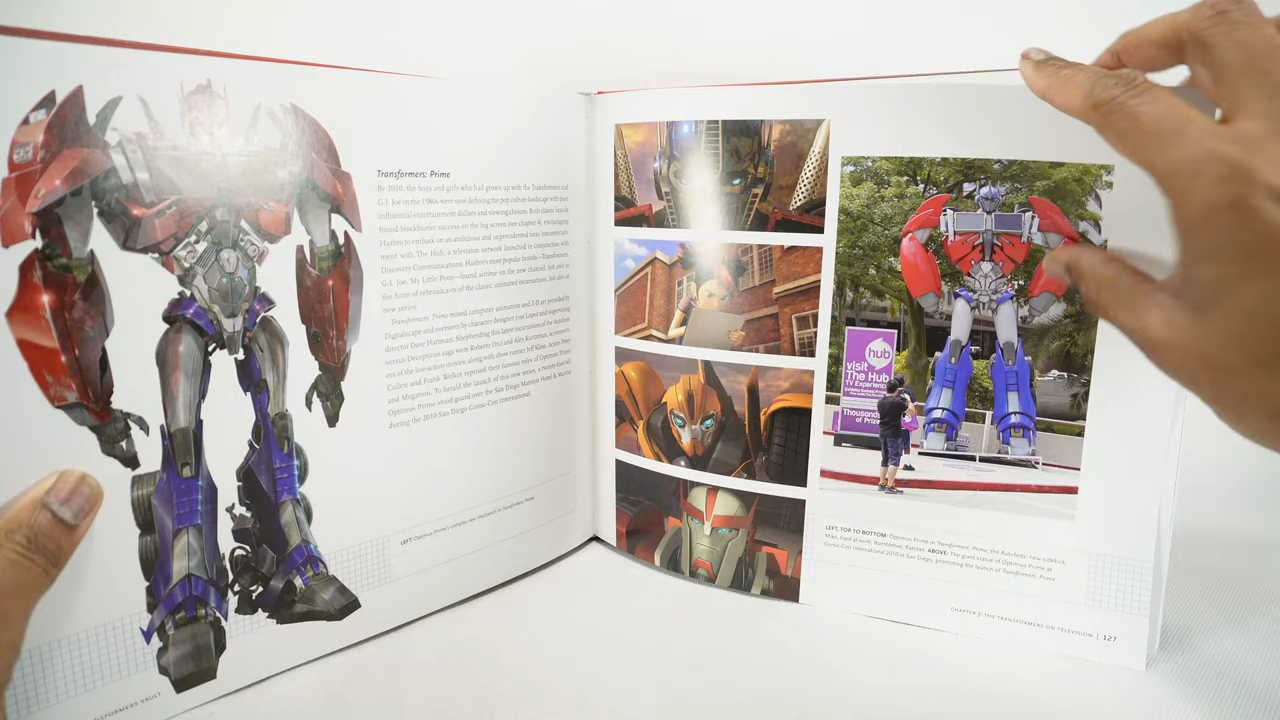 Transformers: Prime
By 2010, the boys and girls who had grown up with the Transformers and
G.I. Joe in the 1980s were now defining the pop culture landscape with their
influential entertainment dollars and viewing choices. Both classic brands
found blockbuster success on the big screen (see chapter 4), encouraging
Hasbro to embark on an ambitious and unprecedented foray into entertain-
ment with The Hub, a television network launched in conjunction with
Discovery Communications. Hasbro's most popular brands—Transformers,
G.I. Joe, My Little Pony—found airtime on the new channel, not only in
the form of rebroadcasts of the classic animated incarnations, but also as
new series.
Transformers: Prime mixed computer animation and 2-D art provided by
Digitalscape and overseen by character designer Jose Lopez and supervising
director Dave Hartman. Shepherding this latest incarnation of the Autobots
versus Decepticon saga were Roberto Orci and Alex Kurtzman, screenwrit-
ers of the live-action movies, along with show runner Jeff Kline. Actors Peter
Cullen and Frank Welker reprised their famous roles of Optimus Prime
and Megatron. To herald the launch of this new series, a twenty-foot-tall
Optimus Prime stood guard over the San Diego Marriott Hotel & Marina
during the 2010 San Diego Comic-Con International.
LEFT: Optimus Prime's complex new mechanics in Transformers: Prime.
TRANSFORMERS VAULT
hub
visit
The Hub
TV Experience
Thousands
of Prizes
LEFT, TOP TO BOTTOM: Optimus Prime in Transformers: Prime; the Autobots' new sidekick,
Miko, hard at work; Bumblebee; Ratchet. ABOVE: The giant statue of Optimus Prime at
Comic-Con International 2010 in San Diego, promoting the launch of Transformers: Prime.
CHAPTER 3: THE TRANSFORMERS ON TELEVISION | 127